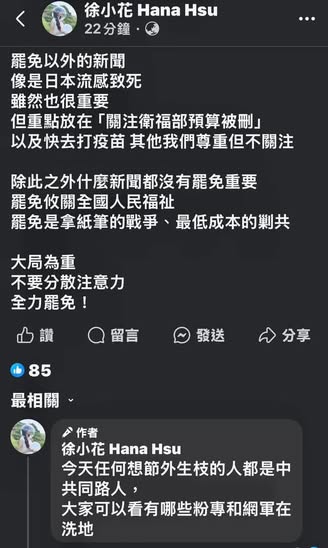 徐小花 Hana Hsu
22分鐘·
罷免以外的新聞
像是日本流感致死
雖然也很重要
但重點放在「關注衛福部預算被刪」
以及快去打疫苗 其他我們尊重但不關注
除此之外什麼新聞都沒有罷免重要
罷免攸關全國人民福祉
罷免是拿紙筆的戰爭、最低成本的剿共
大局為重
不要分散注意力
全力罷免！
讚 留言 發送 分享
85
最相關
作者
徐小花 Hana Hsu
今天任何想節外生枝的人都是中
共同路人，
大家可以看有哪些粉專和網軍在
洗地